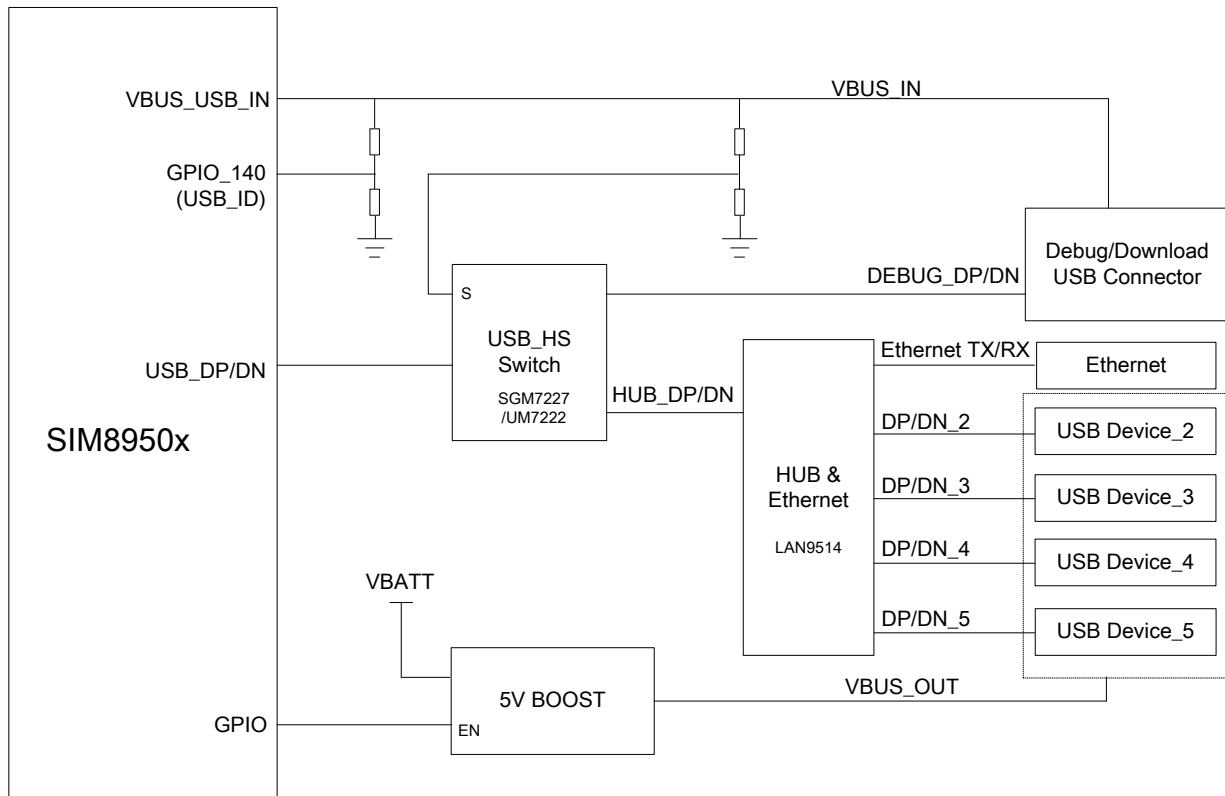 VBUS_USB_IN
VBUS_IN
GPIO_140
(USB_ID)
Debug/Download
USB Connector
DEBUG_DP/DN
S
USB_HS
Switch
SGM7227
/UM7222
USB_DP/DN
HUB_DP/DN
Ethernet TX/RX
Ethernet
SIM8950x
DP/DN_2
USB Device_2
HUB &
Ethernet
LAN9514
DP/DN_3
USB Device_3
DP/DN_4
USB Device_4
DP/DN_5
USB Device_5
VBATT
5V BOOST
EN
VBUS_OUT
GPIO